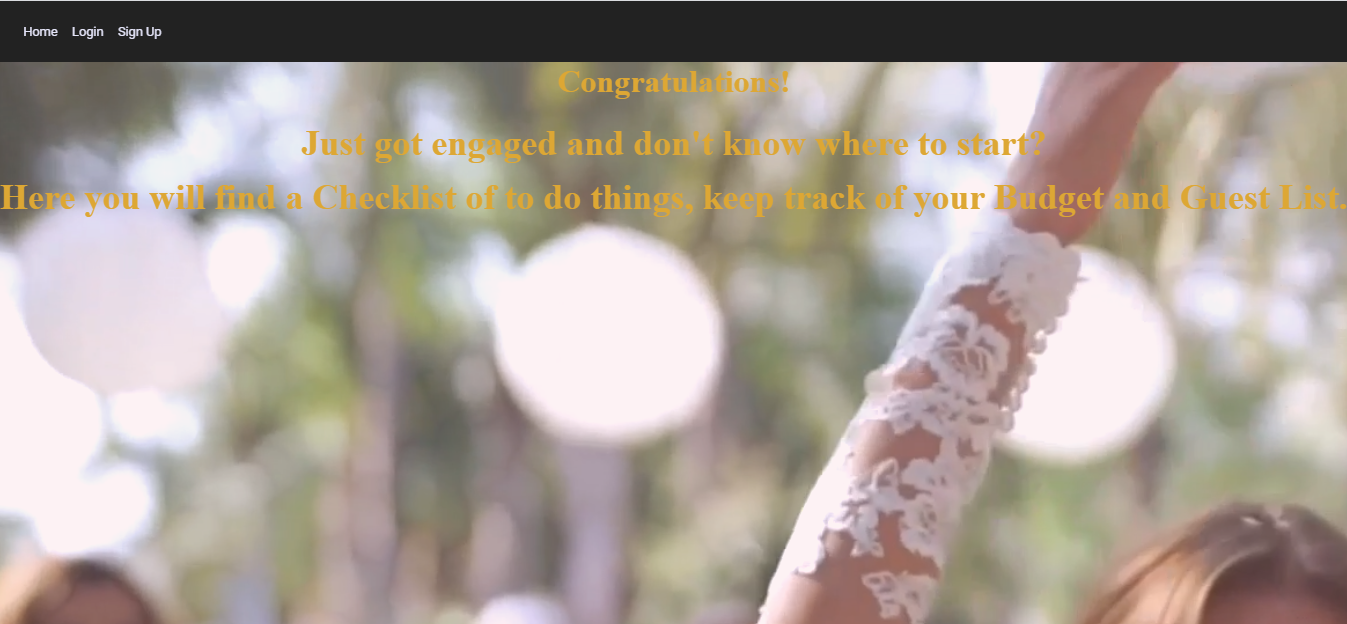 Home Login Sign Up
Congratulations!
Just got engaged and don't know where to start?
Here you will find a Checklist of to do things, keep track of your Budget and Guest List.